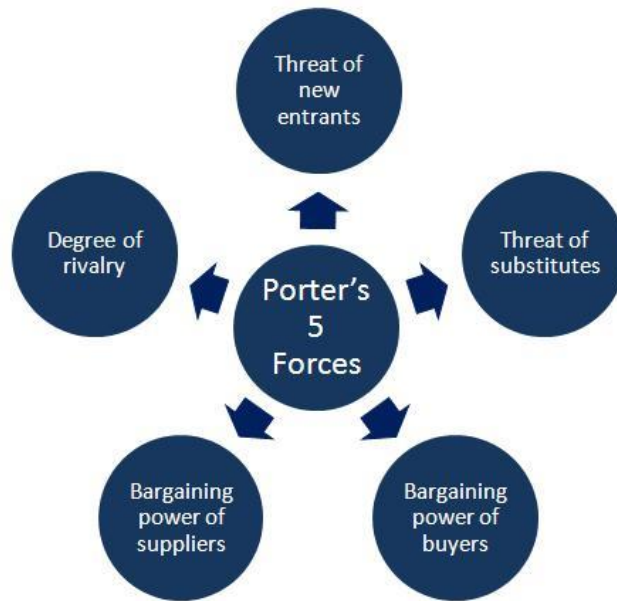 Threat of
new
entrants
Degree of
rivalry
Threat of
substitutes
Porter’s
5
Forces
Bargaining
power of
suppliers
Bargaining
power of
buyers